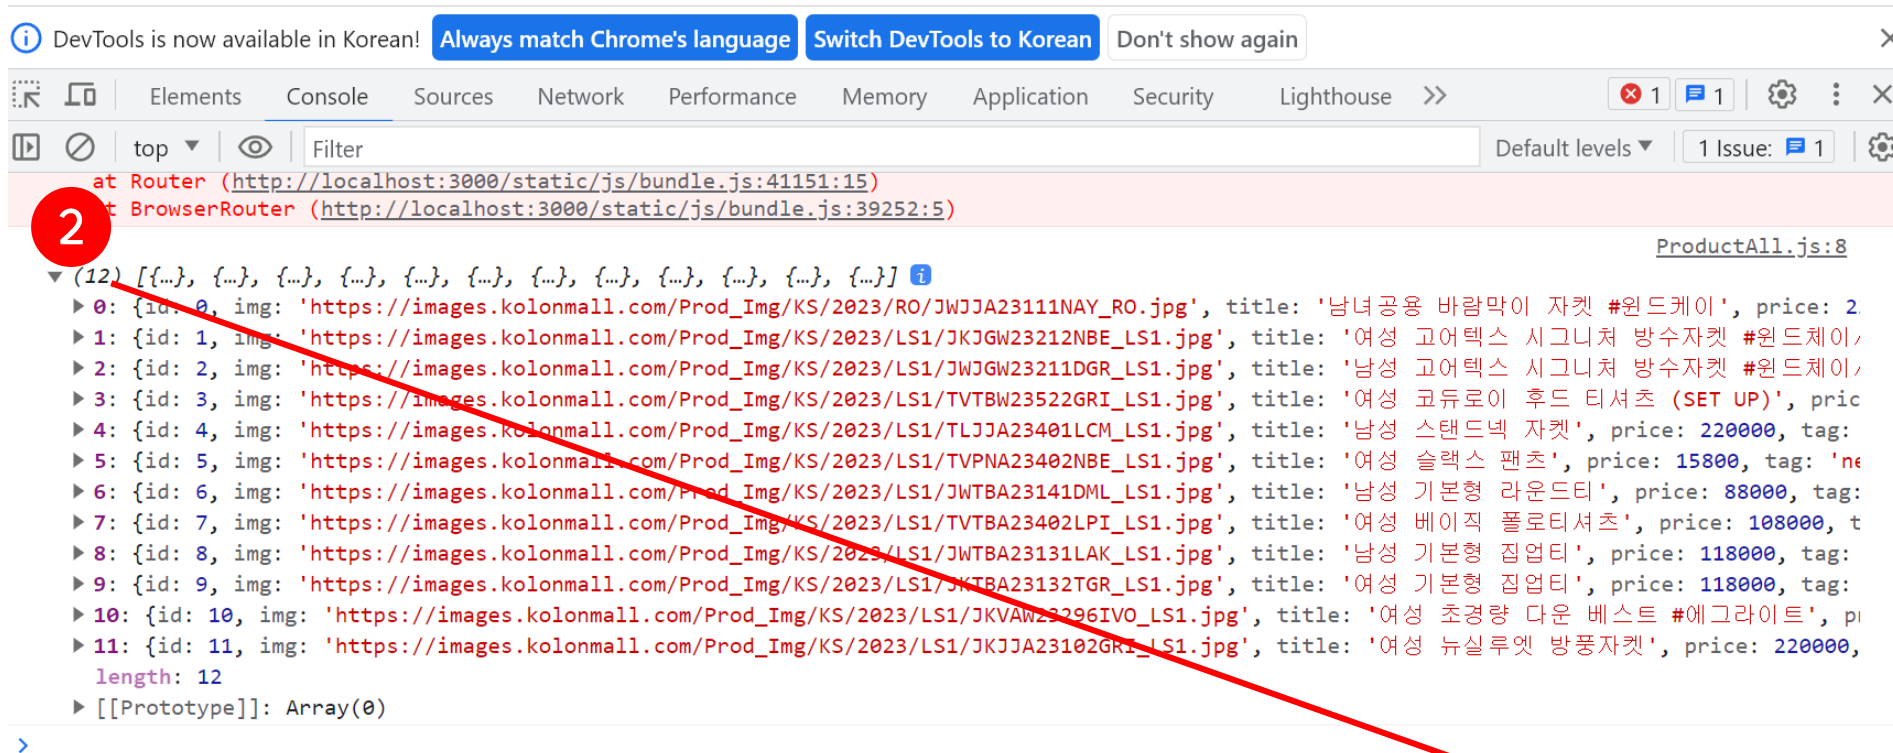 DevTools is now available in Korean! Always match Chrome's language Switch DevTools to Korean Don't show again
Elements Console Sources Network Performance Memory Application Security Lighthouse 1 1
top Filter Default levels 1 Issue: 1
at Router (http://localhost:3000/static/js/bundle.js:41151:15)
2
BrowserRouter (http://localhost:3000/static/js/bundle.js:39252:5)
ProductAll.js:8
(12) [{…}, {…}, {…}, {…}, {…}, {…}, {…}, {…}, {…}, {…}, {…}, {…}]
0: {id: 0, img: 'https://images.kolonmall.com/Prod_Img/KS/2023/RO/JWJJA23111NAY_RO.jpg', title: '남녀공용 바람막이 자켓 #윈드케이', price: 2
1: {id: 1, img: 'https://images.kolonmall.com/Prod_Img/KS/2023/LS1/JKJGW23212NBE_LS1.jpg', title: '여성 고어텍스 시그니처 방수자켓 #윈드체이
2: {id: 2, img: 'https://images.kolonmall.com/Prod_Img/KS/2023/LS1/JWJGW23211DGR_LS1.jpg', title: '남성 고어텍스 시그니처 방수자켓 #윈드체이
3: {id: 3, img: 'https://images.kolonmall.com/Prod_Img/KS/2023/LS1/TVTBW23522GRI_LS1.jpg', title: '여성 코듀로이 후드 티셔츠 (SET UP)', pric
4: {id: 4, img: 'https://images.kolonmall.com/Prod_Img/KS/2023/LS1/TLJJA23401LCM_LS1.jpg', title: '남성 스탠드넥 자켓', price: 220000, tag:
5: {id: 5, img: 'https://images.kolonmall.com/Prod_Img/KS/2023/LS1/TVPNA23402NBE_LS1.jpg', title: '여성 슬랙스 팬츠', price: 15800, tag: 'ne
6: {id: 6, img: 'https://images.kolonmall.com/Prod_Img/KS/2023/LS1/JWTBA23141DML_LS1.jpg', title: '남성 기본형 라운드티', price: 88000, tag:
7: {id: 7, img: 'https://images.kolonmall.com/Prod_Img/KS/2023/LS1/TVTBA23402LPI_LS1.jpg', title: '여성 베이직 폴로티셔츠', price: 108000, t
8: {id: 8, img: 'https://images.kolonmall.com/Prod_Img/KS/2023/LS1/JWTBA23131LAK_LS1.jpg', title: '남성 기본형 집업티', price: 118000, tag:
9: {id: 9, img: 'https://images.kolonmall.com/Prod_Img/KS/2023/LS1/JKTBA23132TGR_LS1.jpg', title: '여성 기본형 집업티', price: 118000, tag:
10: {id: 10, img: 'https://images.kolonmall.com/Prod_Img/KS/2023/LS1/JKVAW23296IVO_LS1.jpg', title: '여성 초경량 다운 베스트 #에그라이트', p
11: {id: 11, img: 'https://images.kolonmall.com/Prod_Img/KS/2023/LS1/JKJJA23102GRI_LS1.jpg', title: '여성 뉴실루엣 방풍자켓', price: 220000,
length: 12
[[Prototype]]: Array(0)